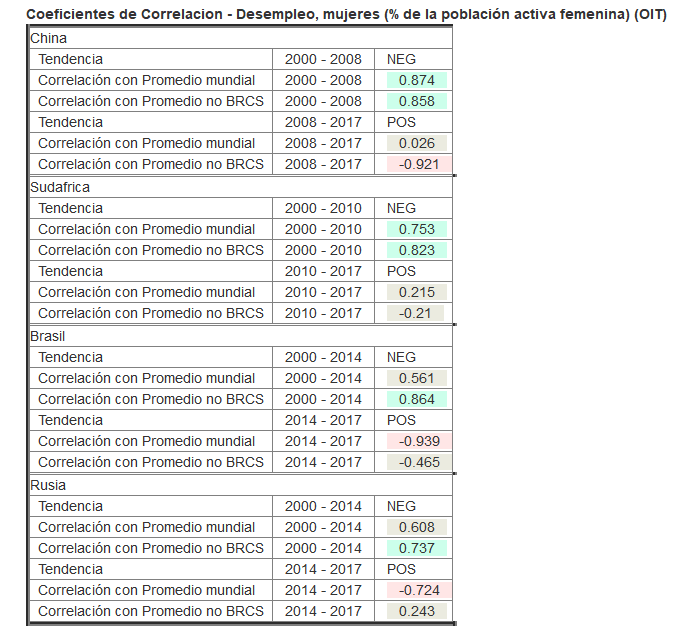 Coeficientes de Correlacion - Desempleo, mujeres (% de la población activa femenina) (OIT)
China
Tendencia 2000 - 2008 NEG
Correlación con Promedio mundial 2000 - 2008 0.874
Correlación con Promedio no BRCS 2000 - 2008 0.858
Tendencia 2008 - 2017 POS
Correlación con Promedio mundial 2008 - 2017 0.026
Correlación con Promedio no BRCS 2008 - 2017 -0.921
Sudafrica
Tendencia 2000 - 2010 NEG
Correlación con Promedio mundial 2000 - 2010 0.753
Correlación con Promedio no BRCS 2000 - 2010 0.823
Tendencia 2010 - 2017 POS
Correlación con Promedio mundial 2010 - 2017 0.215
Correlación con Promedio no BRCS 2010 - 2017 -0.21
Brasil
Tendencia 2000 - 2014 NEG
Correlación con Promedio mundial 2000 - 2014 0.561
Correlación con Promedio no BRCS 2000 - 2014 0.864
Tendencia 2014 - 2017 POS
Correlación con Promedio mundial 2014 - 2017 -0.939
Correlación con Promedio no BRCS 2014 - 2017 -0.465
Rusia
Tendencia 2000 - 2014 NEG
Correlación con Promedio mundial 2000 - 2014 0.608
Correlación con Promedio no BRCS 2000 - 2014 0.737
Tendencia 2014 - 2017 POS
Correlación con Promedio mundial 2014 - 2017 -0.724
Correlación con Promedio no BRCS 2014 - 2017 0.243